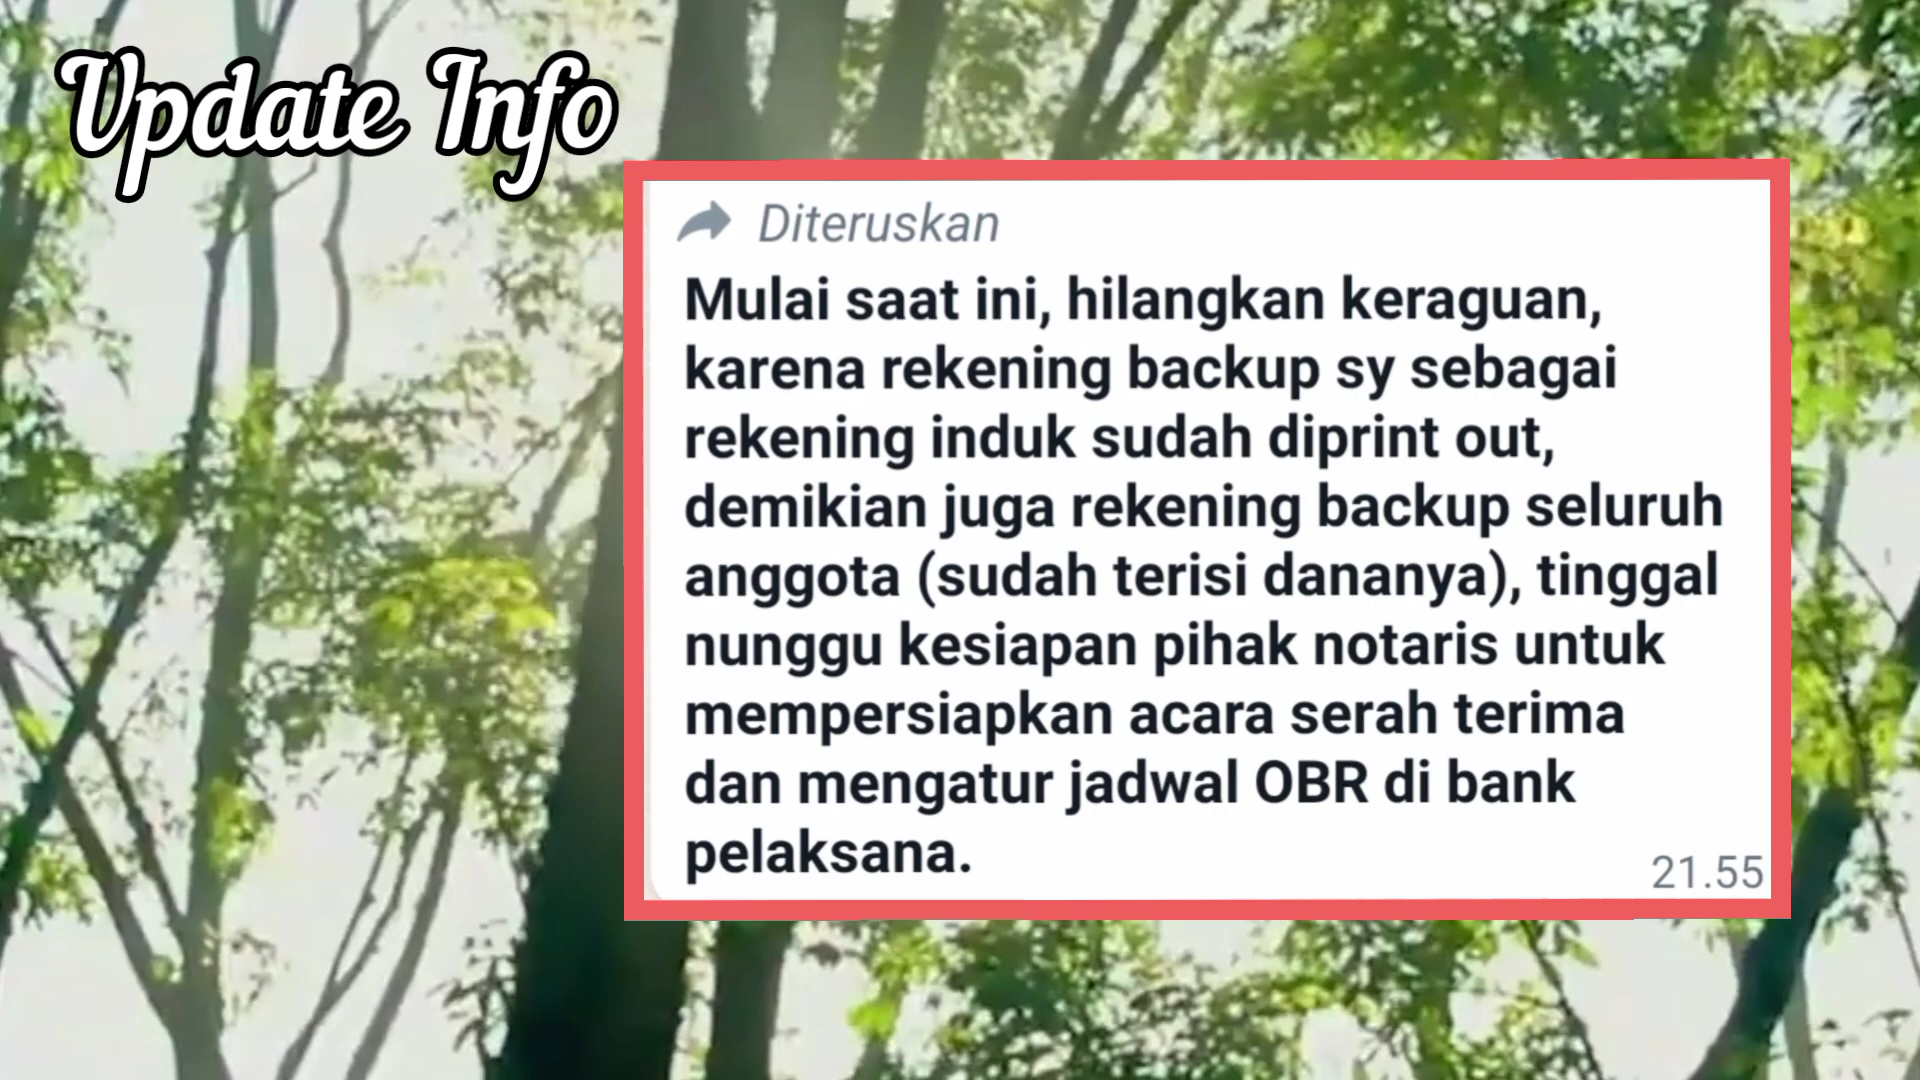 Update Info
Diteruskan
Mulai saat ini, hilangkan keraguan,
karena rekening backup sy sebagai
rekening induk sudah diprint out,
demikian juga rekening backup seluruh
anggota (sudah terisi dananya), tinggal
nunggu kesiapan pihak notaris untuk
mempersiapkan acara serah terima
dan mengatur jadwal OBR di bank
pelaksana.
21.55